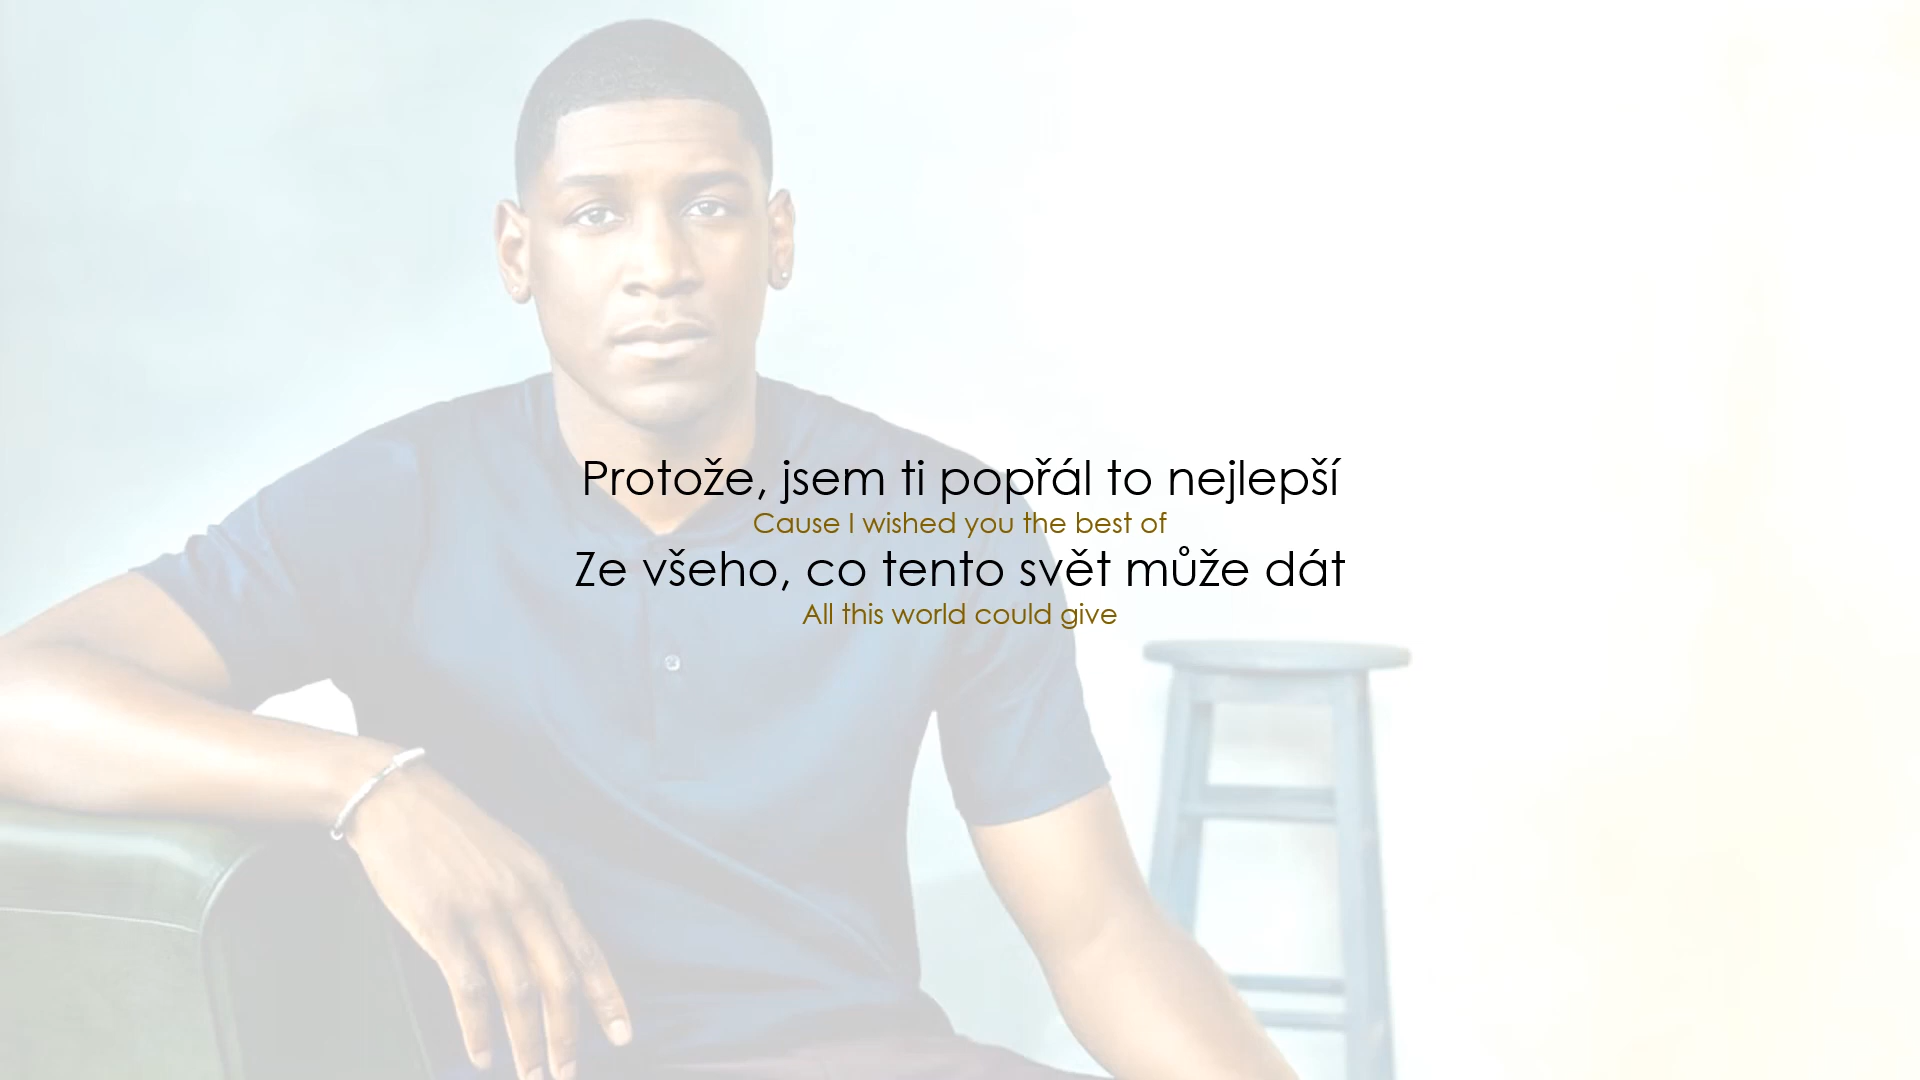 Protože, jsem ti popřál to nejlepší
Cause I wished you the best of
Ze všeho, co tento svět může dát
All this world could give